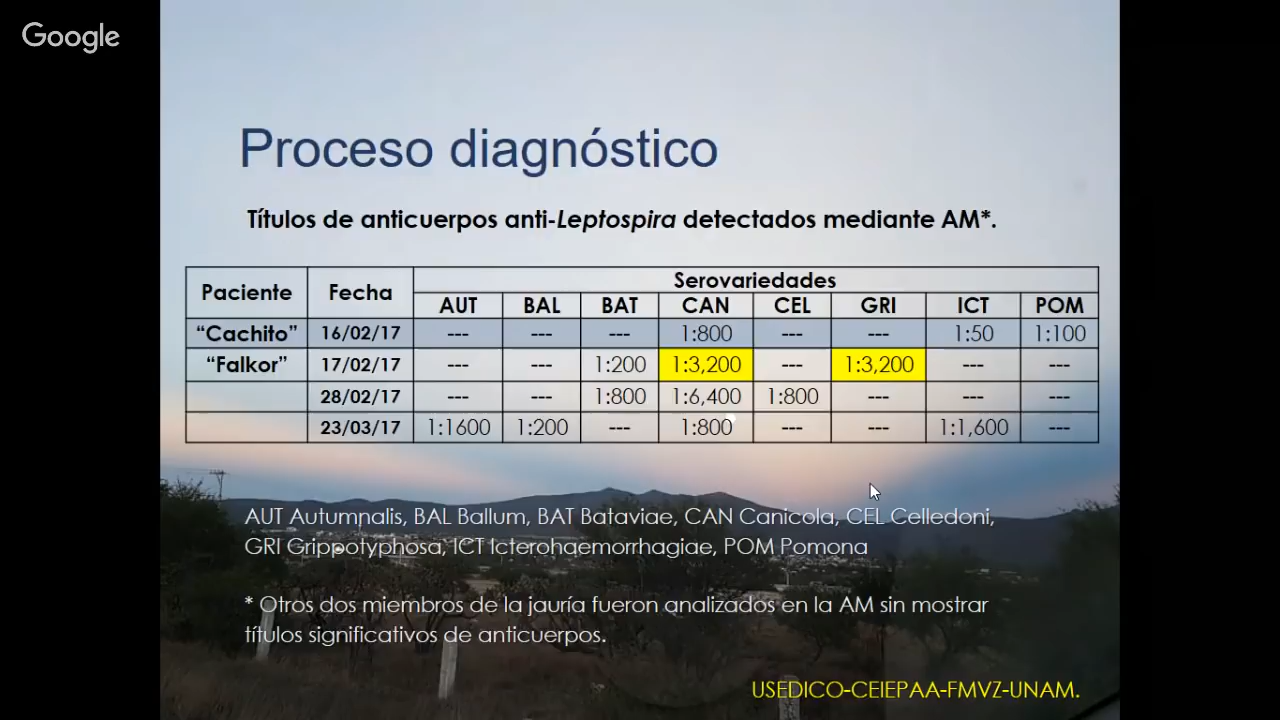 Google
Proceso diagnóstico
Títulos de anticuerpos anti-Leptospira detectados mediante AM*.
Paciente Fecha Serovariedades
AUT BAL BAT CAN CEL GRI ICT POM
“Cachito” 16/02/17 --- --- --- 1:800 --- --- 1:50 1:100
“Falkor” 17/02/17 --- --- 1:200 1:3,200 --- 1:3,200 --- ---
28/02/17 --- --- 1:800 1:6,400 1:800 --- --- ---
23/03/17 1:1600 1:200 --- 1:800 --- --- 1:1,600 ---
AUT Autumnalis, BAL Ballum, BAT Bataviae, CAN Canicola, CEL Celledoni,
GRI Grippotyphosa, ICT Icterohaemorrhagiae, POM Pomona
* Otros dos miembros de la jauría fueron analizados en la AM sin mostrar
títulos significativos de anticuerpos.
USEDICO-CEIEPAA-FMVZ-UNAM.